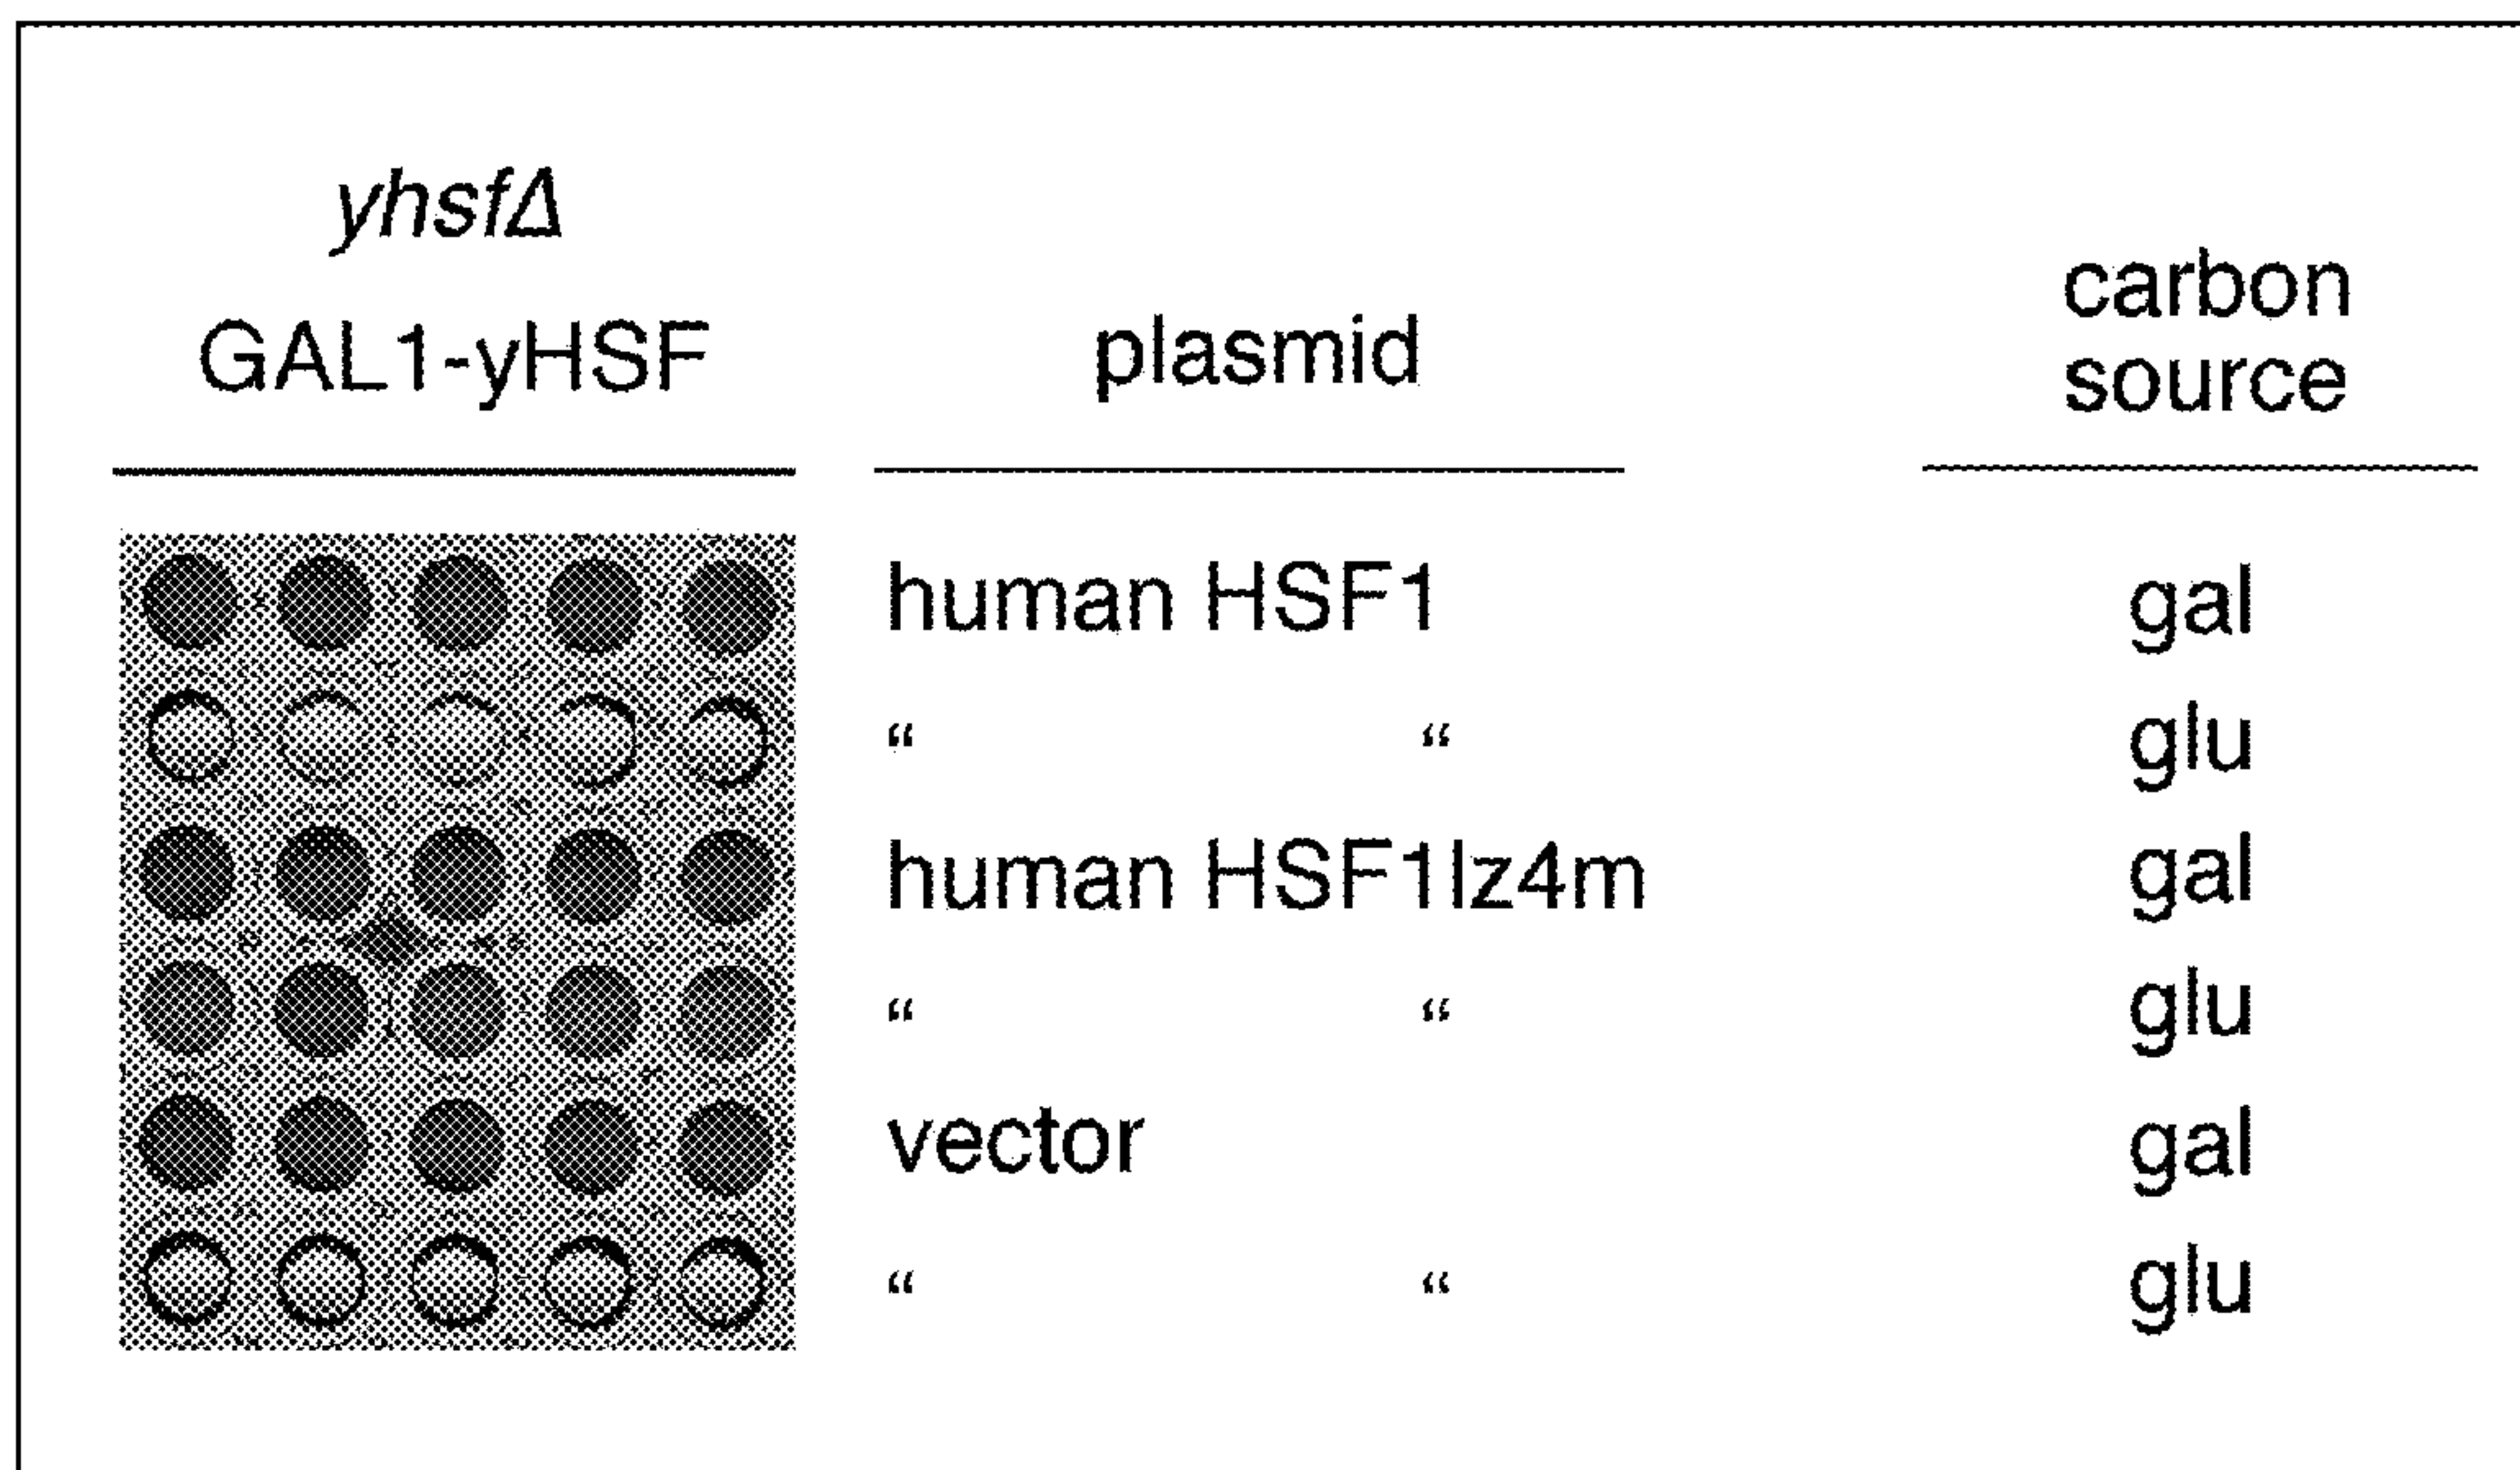 yhsfΔ
GAL1-yHSF
plasmid
carbon
source
human HSF1 gal
“ “ glu
human HSF1lz4m gal
“ “ glu
vector gal
“ “ glu